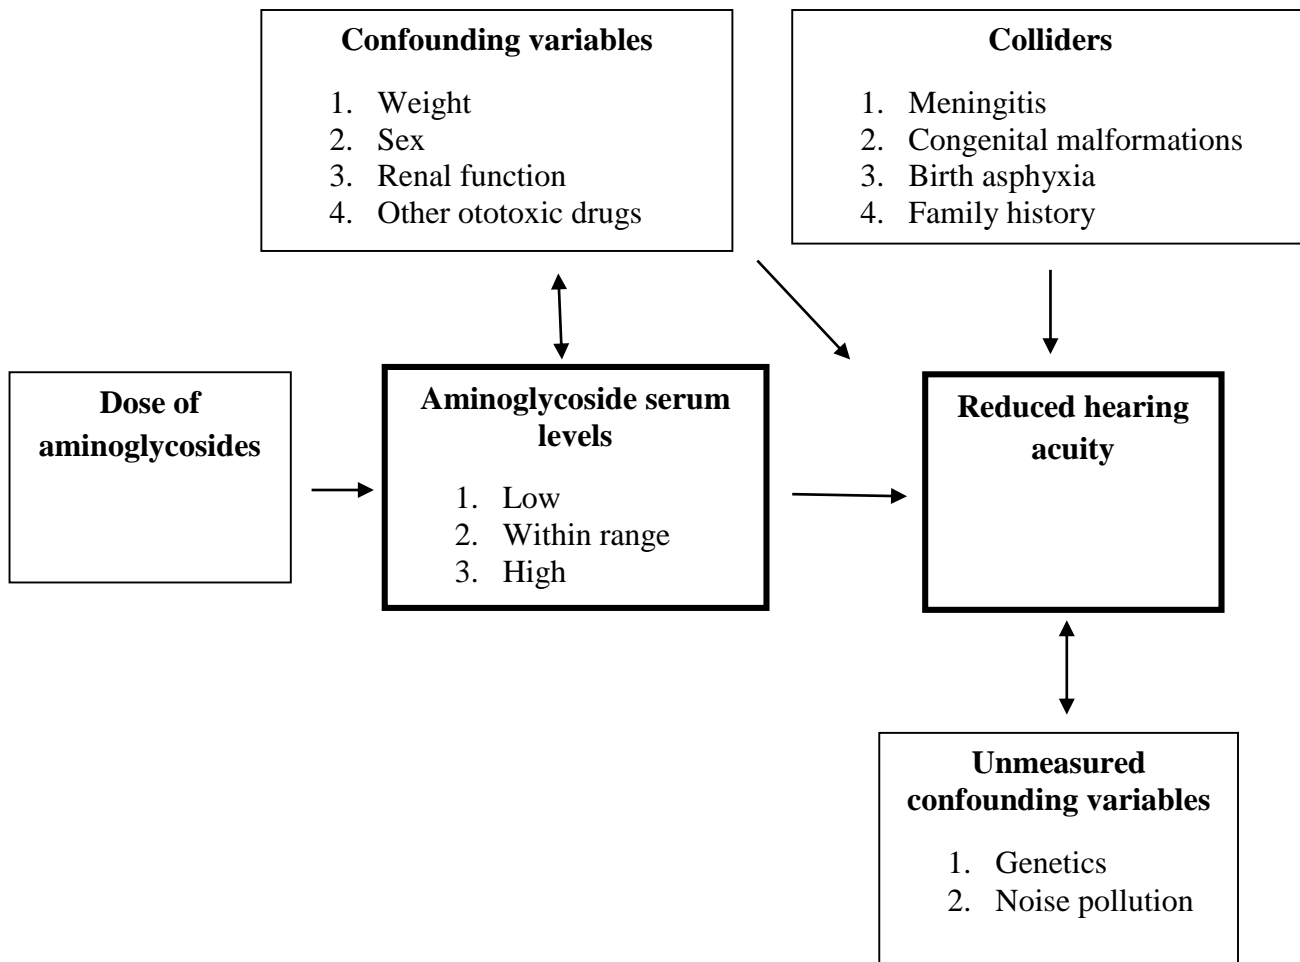 Confounding variables
1. Weight
2. Sex
3. Renal function
4. Other ototoxic drugs
Colliders
1. Meningitis
2. Congenital malformations
3. Birth asphyxia
4. Family history
Dose of
aminoglycosides
Aminoglycoside serum
levels
1. Low
2. Within range
3. High
Reduced hearing
acuity
Unmeasured
confounding variables
1. Genetics
2. Noise pollution